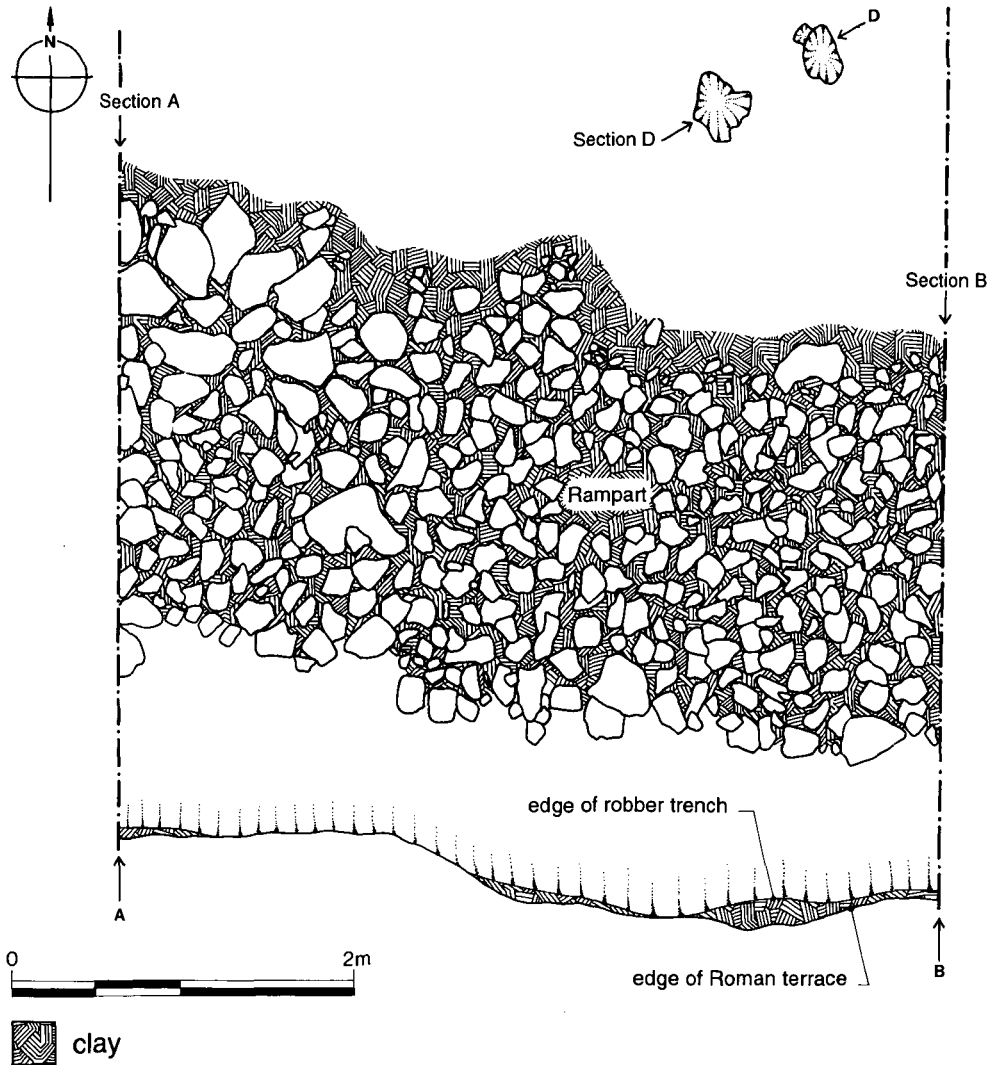 N
D
Section A
Section D
Section B
Rampart
edge of robber trench
A
B
0 2m
edge of Roman terrace
clay